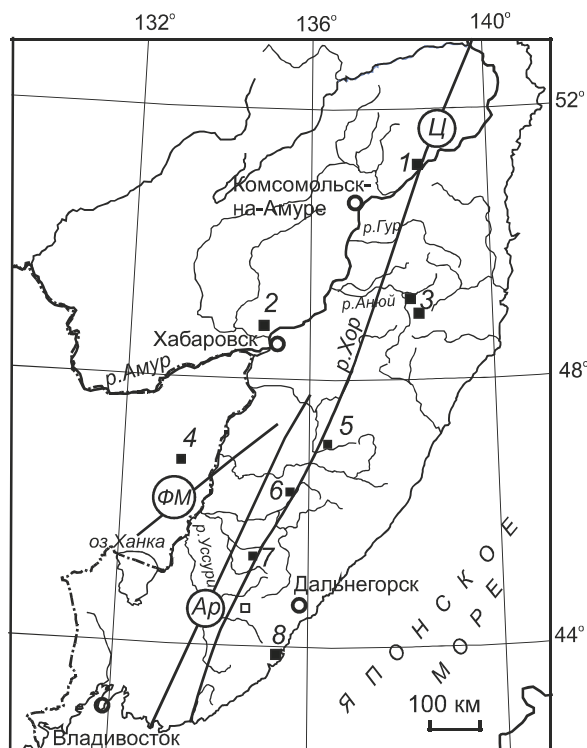 132°
136°
140°
52°
Ц
1
Комсомольск-
на-Амуре
р.Гур
2
р.Анюй
3
Хабаровск
р.Хор
р.Амур
48°
4
5
ФМ
6
оз.Ханка
р.Уссури
7
Дальнегорск
Ар
ЯПОНСКОЕ
МОРЕ
44°
8
100 км
Владивосток